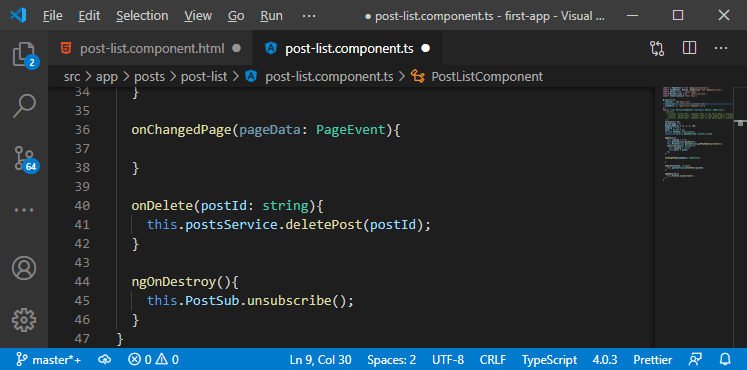 File Edit Selection View Go Run ··· ● post-list.component.ts - first-app - Visual ...
post-list.component.html ● post-list.component.ts ●
src > app > posts > post-list > post-list.component.ts > PostListComponent
2
64
34 }
35
36 onChangedPage(pageData: PageEvent){
37
38 }
39
40 onDelete(postId: string){
41 this.postsService.deletePost(postId);
42 }
43
44 ngOnDestroy(){
45 this.PostSub.unsubscribe();
46 }
47 }
master*+ 0 0 Ln 9, Col 30 Spaces: 2 UTF-8 CRLF TypeScript 4.0.3 Prettier